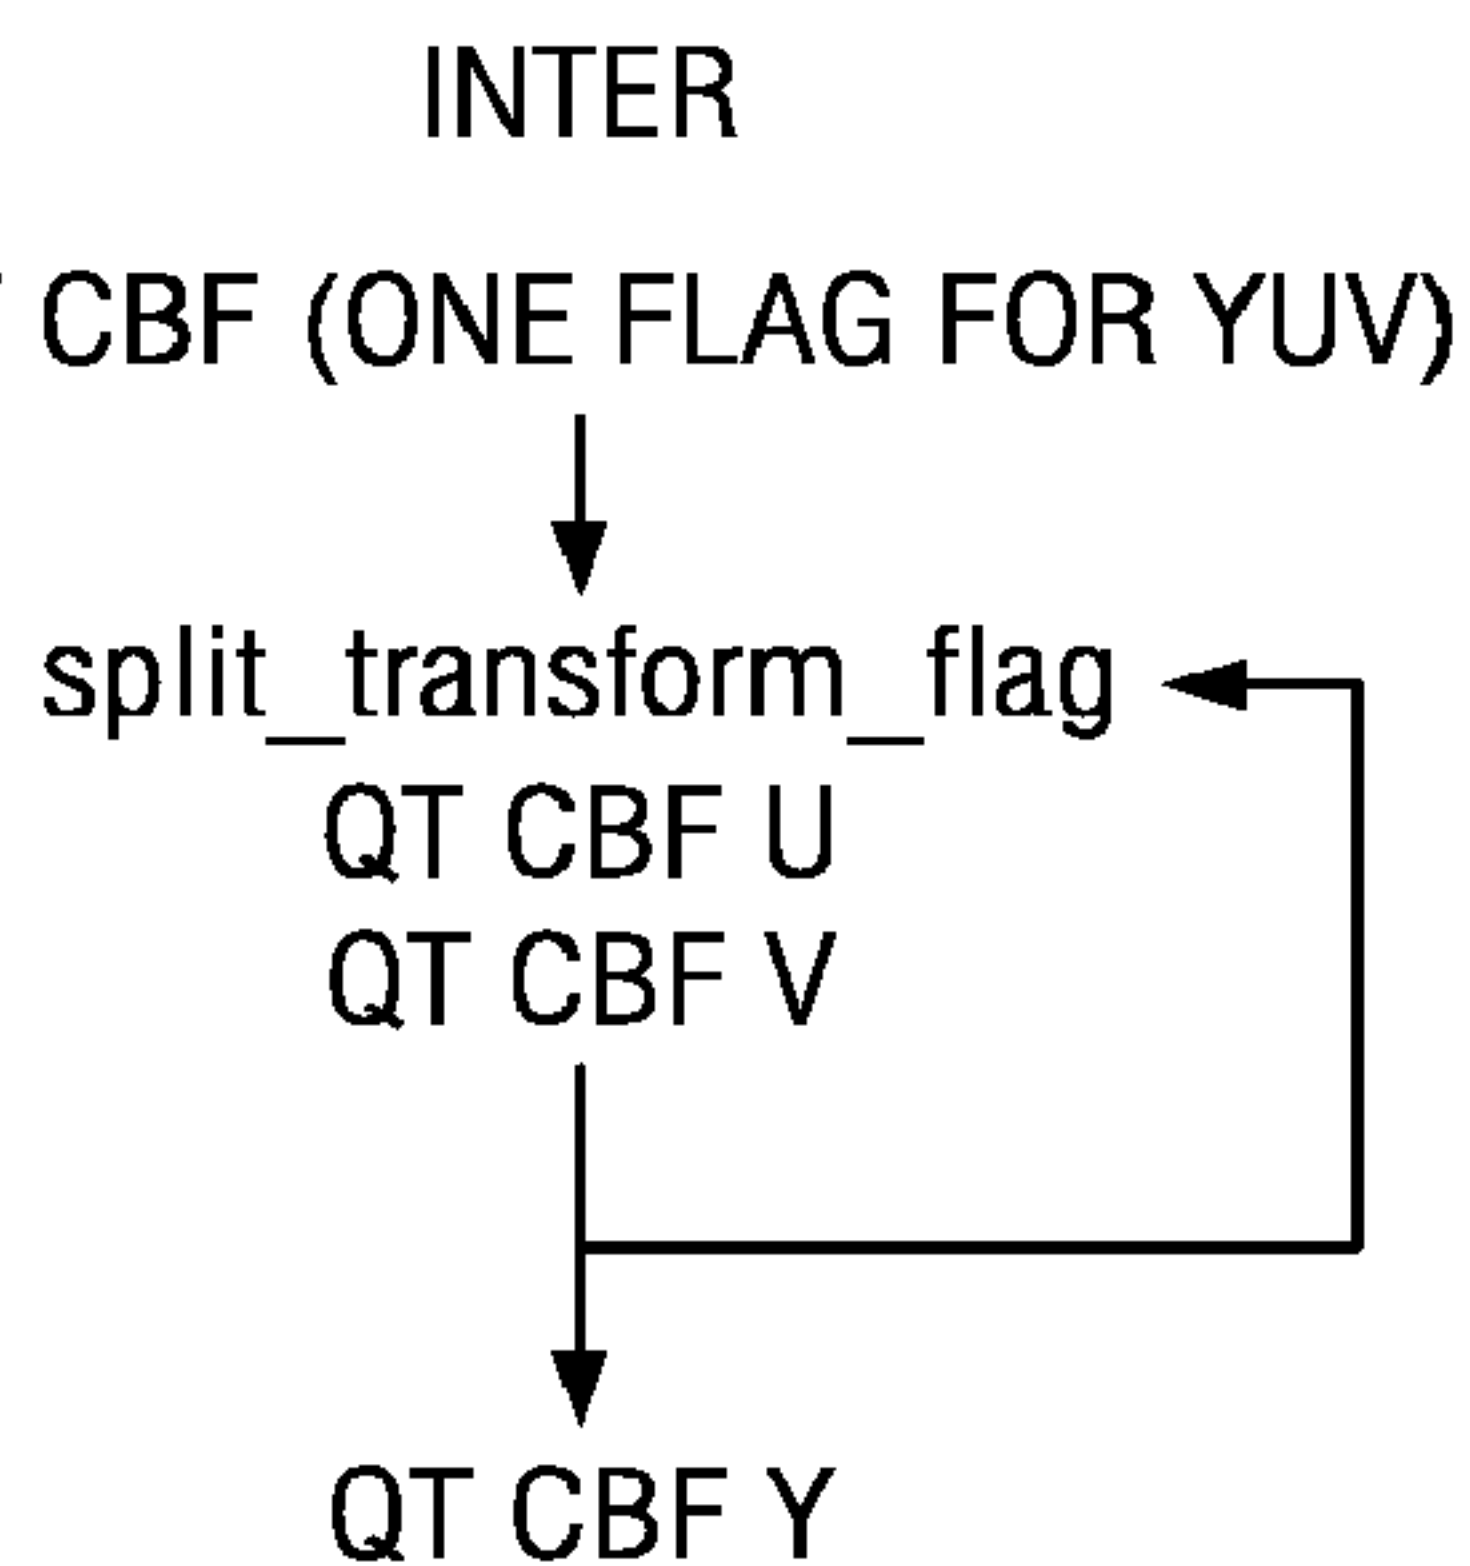 INTER
CBF (ONE FLAG FOR YUV)
split_transform_flag
QT CBF U
QT CBF V
QT CBF Y